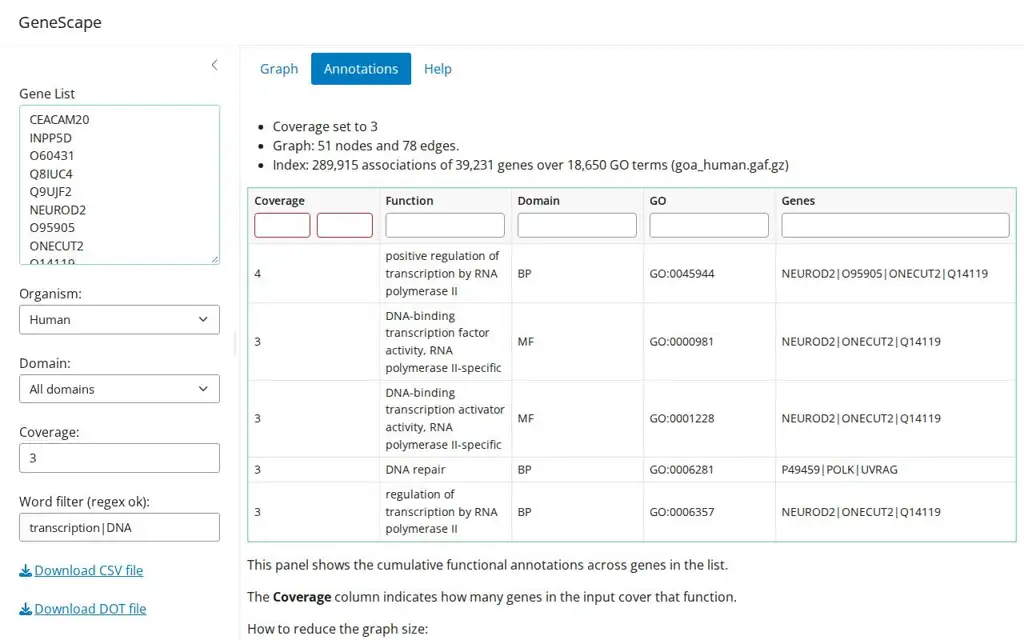 GeneScape
Graph
Annotations
Help
Gene List
CEACAM20
INPP5D
O60431
Q8IUC4
Q9UJF2
NEUROD2
O95905
ONECUT2
Q14119
Organism:
Human
Domain:
All domains
Coverage:
3
Word filter (regex ok):
transcription|DNA
Download CSV file
Download DOT file
Coverage set to 3
Graph: 51 nodes and 78 edges.
Index: 289,915 associations of 39,231 genes over 18,650 GO terms (goa_human.gaf.gz)
Coverage Function Domain GO Genes
positive regulation of
4 transcription by RNA BP GO:0045944 NEUROD2|O95905|ONECUT2|Q14119
polymerase II
DNA-binding
transcription factor
3 activity, RNA MF GO:0000981 NEUROD2|ONECUT2|Q14119
polymerase II-specific
DNA-binding
transcription activator
3 activity, RNA MF GO:0001228 NEUROD2|ONECUT2|Q14119
polymerase II-specific
3 DNA repair BP GO:0006281 P49459|POLK|UVRAG
regulation of
3 transcription by RNA BP GO:0006357 NEUROD2|ONECUT2|Q14119
polymerase II
This panel shows the cumulative functional annotations across genes in the list.
The Coverage column indicates how many genes in the input cover that function.
How to reduce the graph size: